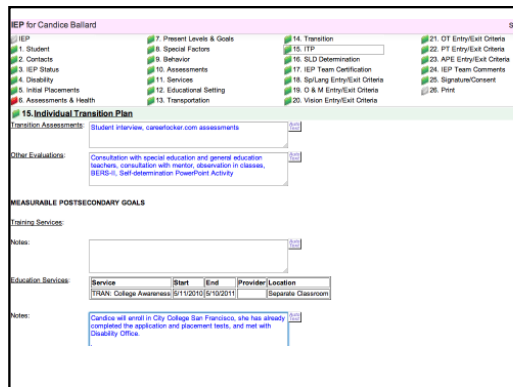 IEP for Candice Ballard
S
IEP
1. Student
2. Contacts
3. IEP Status
4. Disability
5. Initial Placements
6. Assessments & Health
7. Present Levels & Goals
8. Special Factors
9. Behavior
10. Assessments
11. Services
12. Educational Setting
13. Transportation
14. Transition
15. ITP
16. SLD Determination
17. IEP Team Certification
18. Sp/Lang Entry/Exit Criteria
19. O & M Entry/Exit Criteria
20. Vision Entry/Exit Criteria
21. OT Entry/Exit Criteria
22. PT Entry/Exit Criteria
23. APE Entry/Exit Criteria
24. IEP Team Comments
25. Signature/Consent
26. Print
15. Individual Transition Plan
Transition Assessments:
Student interview, careerlocker.com assessments
Other Evaluations:
Consultation with special education and general education
teachers, consultation with mentor, observation in classes,
BERS-II, Self-determination PowerPoint Activity
MEASURABLE POSTSECONDARY GOALS
Training Services:
Notes:
Education Services:
Service Start End Provider Location
TRAN: College Awareness 5/11/2010 5/10/2011 Separate Classroom
Notes:
Candice will enroll in City College San Francisco, she has already
completed the application and placement tests, and met with
Disability Office.